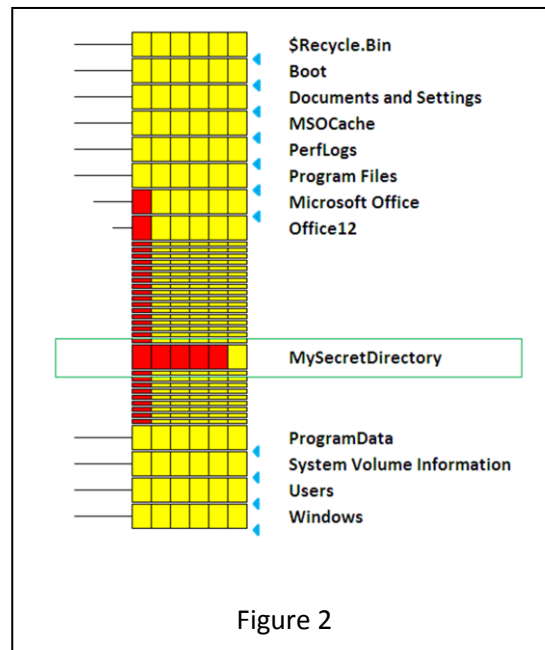 $Recycle.Bin
Boot
Documents and Settings
MSOCache
PerfLogs
Program Files
Microsoft Office
Office12
MySecretDirectory
ProgramData
System Volume Information
Users
Windows
Figure 2